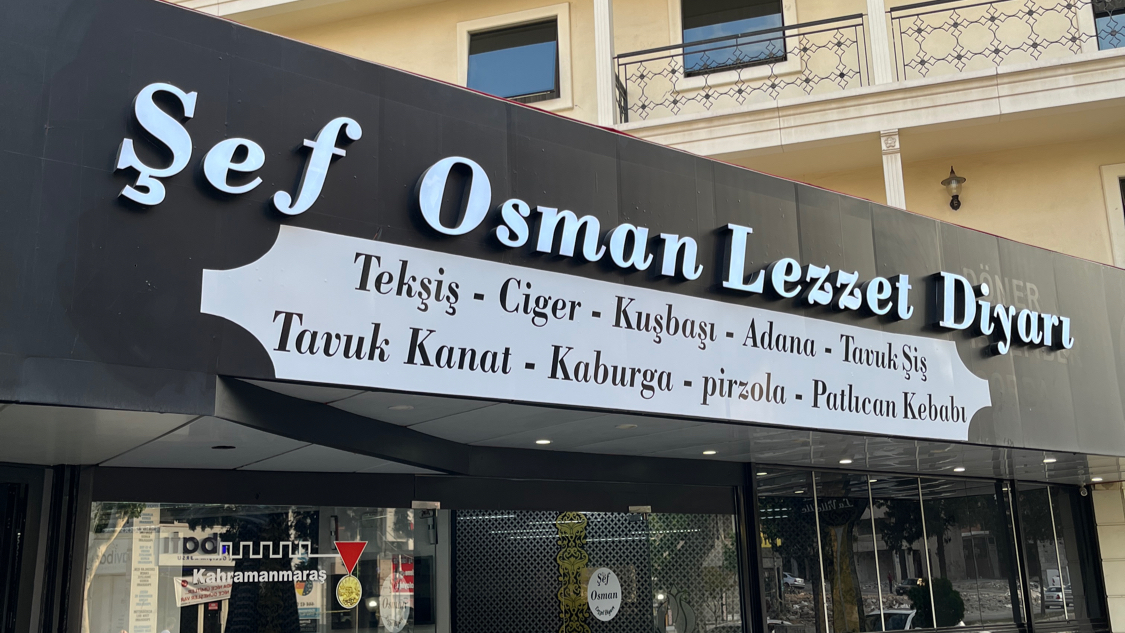 Şef Osman Lezzet Diyarı
Tekşiş - Ciger - Kuşbaşı - Adana - Tavuk Şiş
Tavuk Kanat - Kaburga - pirzola - Patlıcan Kebabı
DÖNER
Kahramanmaraş
Şef
Osman